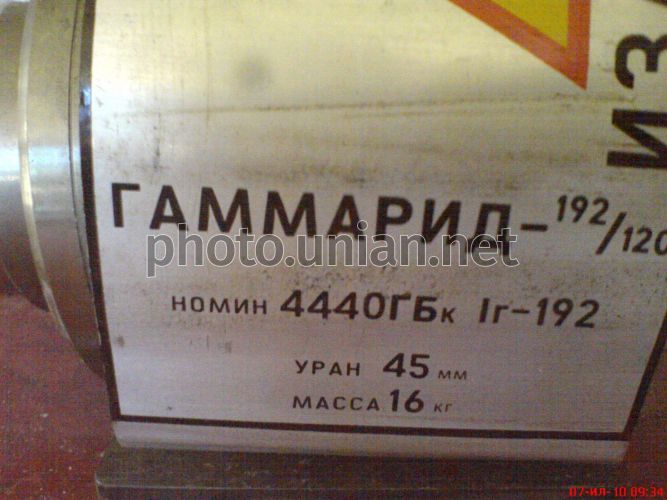 ИЗ
ГАММАРИД-192/120
НОМИН 4440ГБк Ir-192
УРАН 45 мм
МАССА 16 кг
photo.unian.net
07-ил-10 09:34